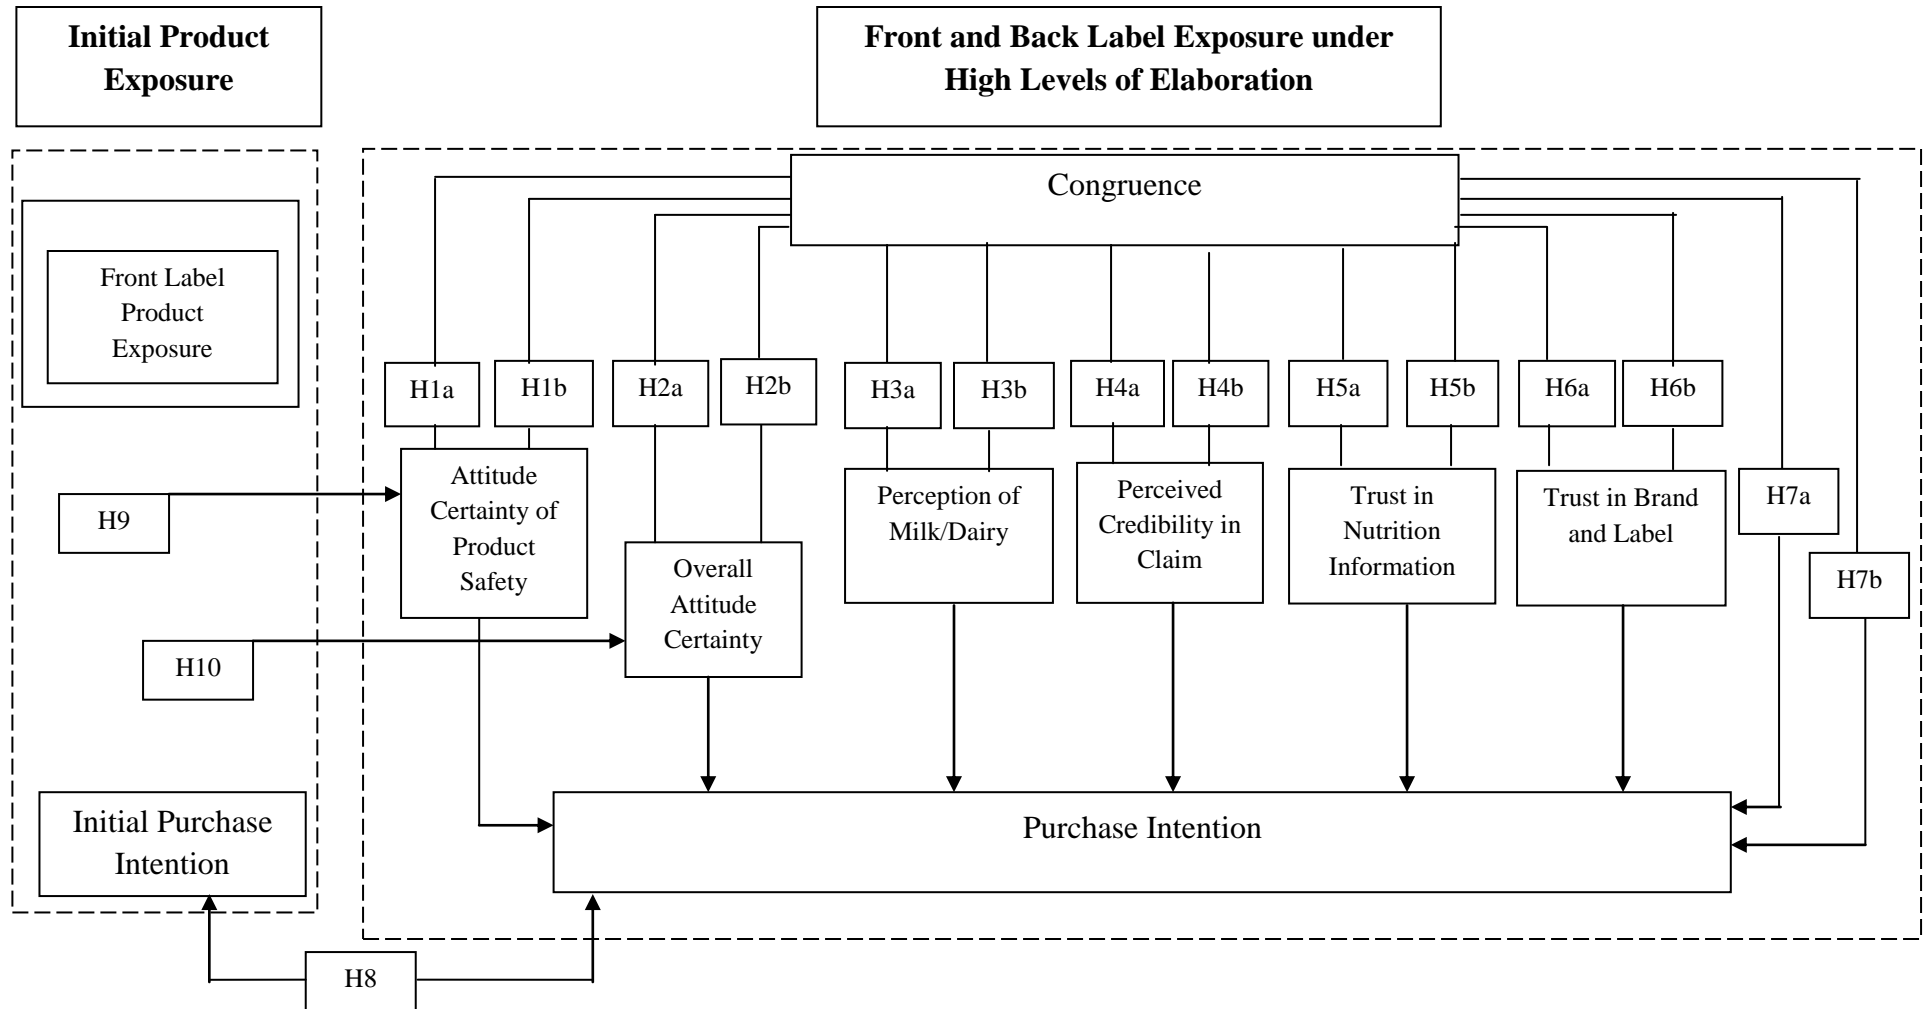 Initial Product
Exposure
Front and Back Label Exposure under
High Levels of Elaboration
Congruence
Front Label
Product
Exposure
H1a
H1b
H2a
H2b
H3a
H3b
H4a
H4b
H5a
H5b
H6a
H6b
H7a
H7b
H9
Attitude
Certainty of
Product
Safety
Overall
Attitude
Certainty
Perception of
Milk/Dairy
Perceived
Credibility in
Claim
Trust in
Nutrition
Information
Trust in Brand
and Label
H10
Initial Purchase
Intention
Purchase Intention
H8